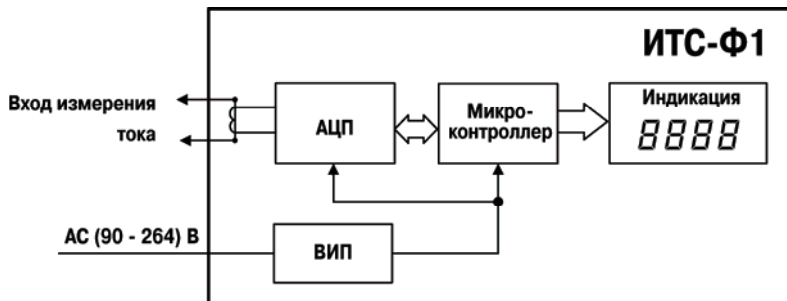 ИТС-Ф1
Вход измерения
тока
АЦП
Микро-
контроллер
Индикация
8888
AC (90 - 264) В
ВИП